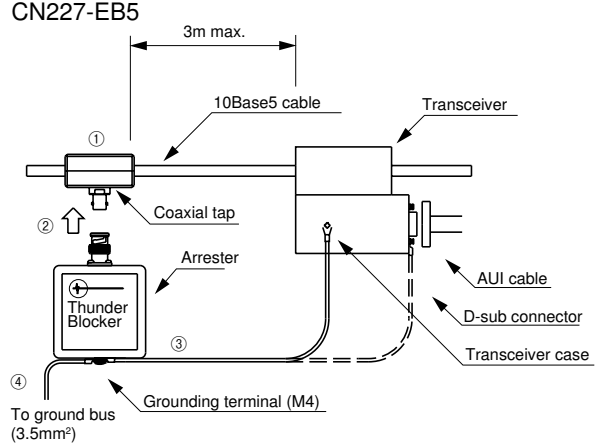 CN227-EB5
3m max.
10Base5 cable
Transceiver
①
Coaxial tap
②
Arrester
AUI cable
Thunder
Blocker
D-sub connector
③
Transceiver case
④
Grounding terminal (M4)
To ground bus
(3.5mm²)